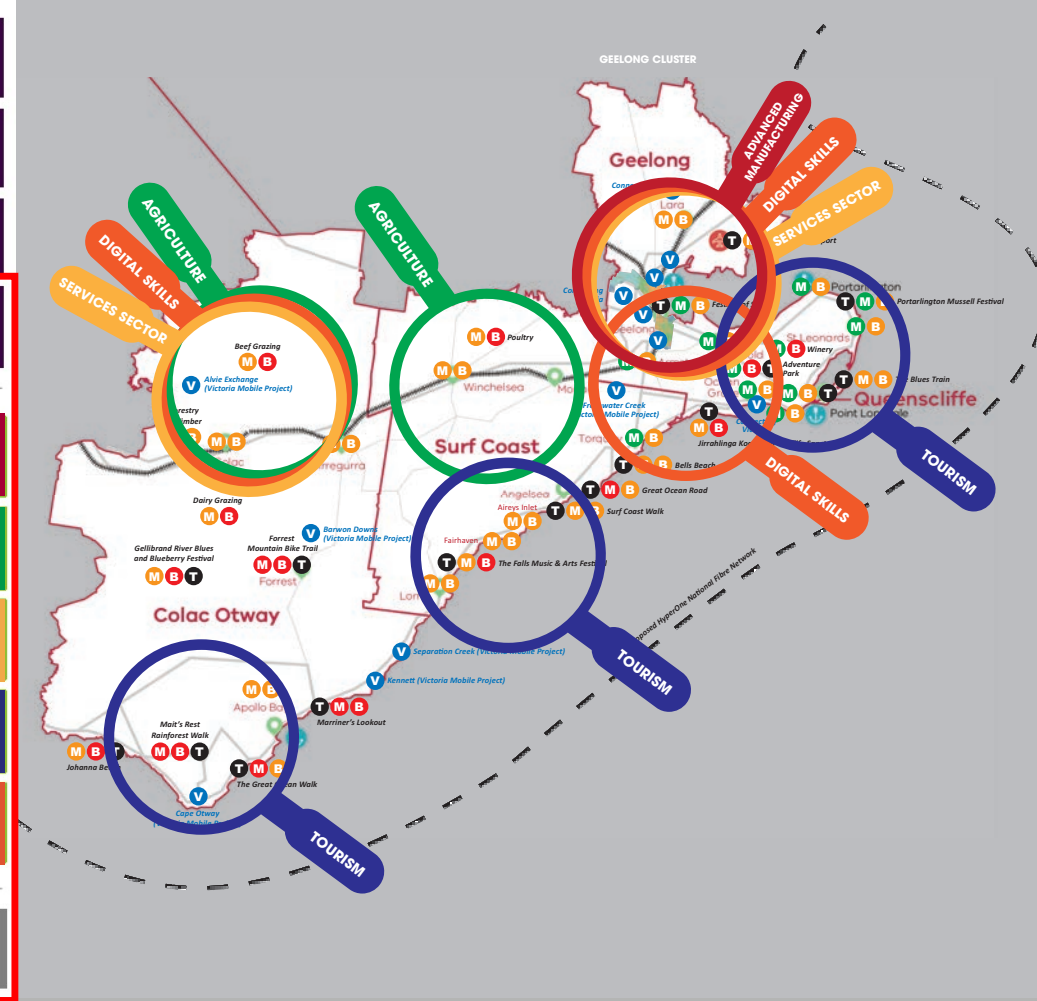 GEELONG CLUSTER
ADVANCED
MANUFACTURING
DIGITAL SKILLS
SERVICES SECTOR
Geelong
Lara
M B
T
V
V
V
V
V
T M B
Geelong
AGRICULTURE
DIGITAL SKILLS
SERVICES SECTOR
AGRICULTURE
Beef Grazing
M B
V Alvie Exchange
(Victoria Mobile Project)
M B
B
M B Poultry
M B
Winchelsea
Surf Coast
M B Portarlington
T M Portarlington Mussell Festival
M B
St Leonards
B Winery
M B T Adventure
Park
T M B Blues Train
M B
M B T
Queenscliffe
B Point Lonsdale
V
V
T
M B
M B
T B Bells Beach
T M B Great Ocean Road
Angelsea
Aireys Inlet
T M B Surf Coast Walk
M B
Fairhaven M B
T M B The Falls Music & Arts
M B
TOURISM
DIGITAL SKILLS
Dairy Grazing
M B
V Barwon Downs
(Victoria Mobile Project)
Forrest
Mountain Bike Trail
M B T
Forrest
Gellibrand River Blues
and Blueberry Festival
M B T
Colac Otway
V Separation Creek (Victoria Mobile Project)
V Kennett (Victoria Mobile Project)
HyperOne National Fibre Network
TOURISM
M B
T M B
Marriner's Lookout
Mait's Rest
Rainforest Walk
M B T
M B T
Johanna
T M B
The Great Ocean Walk
V
Cape Otway
TOURISM